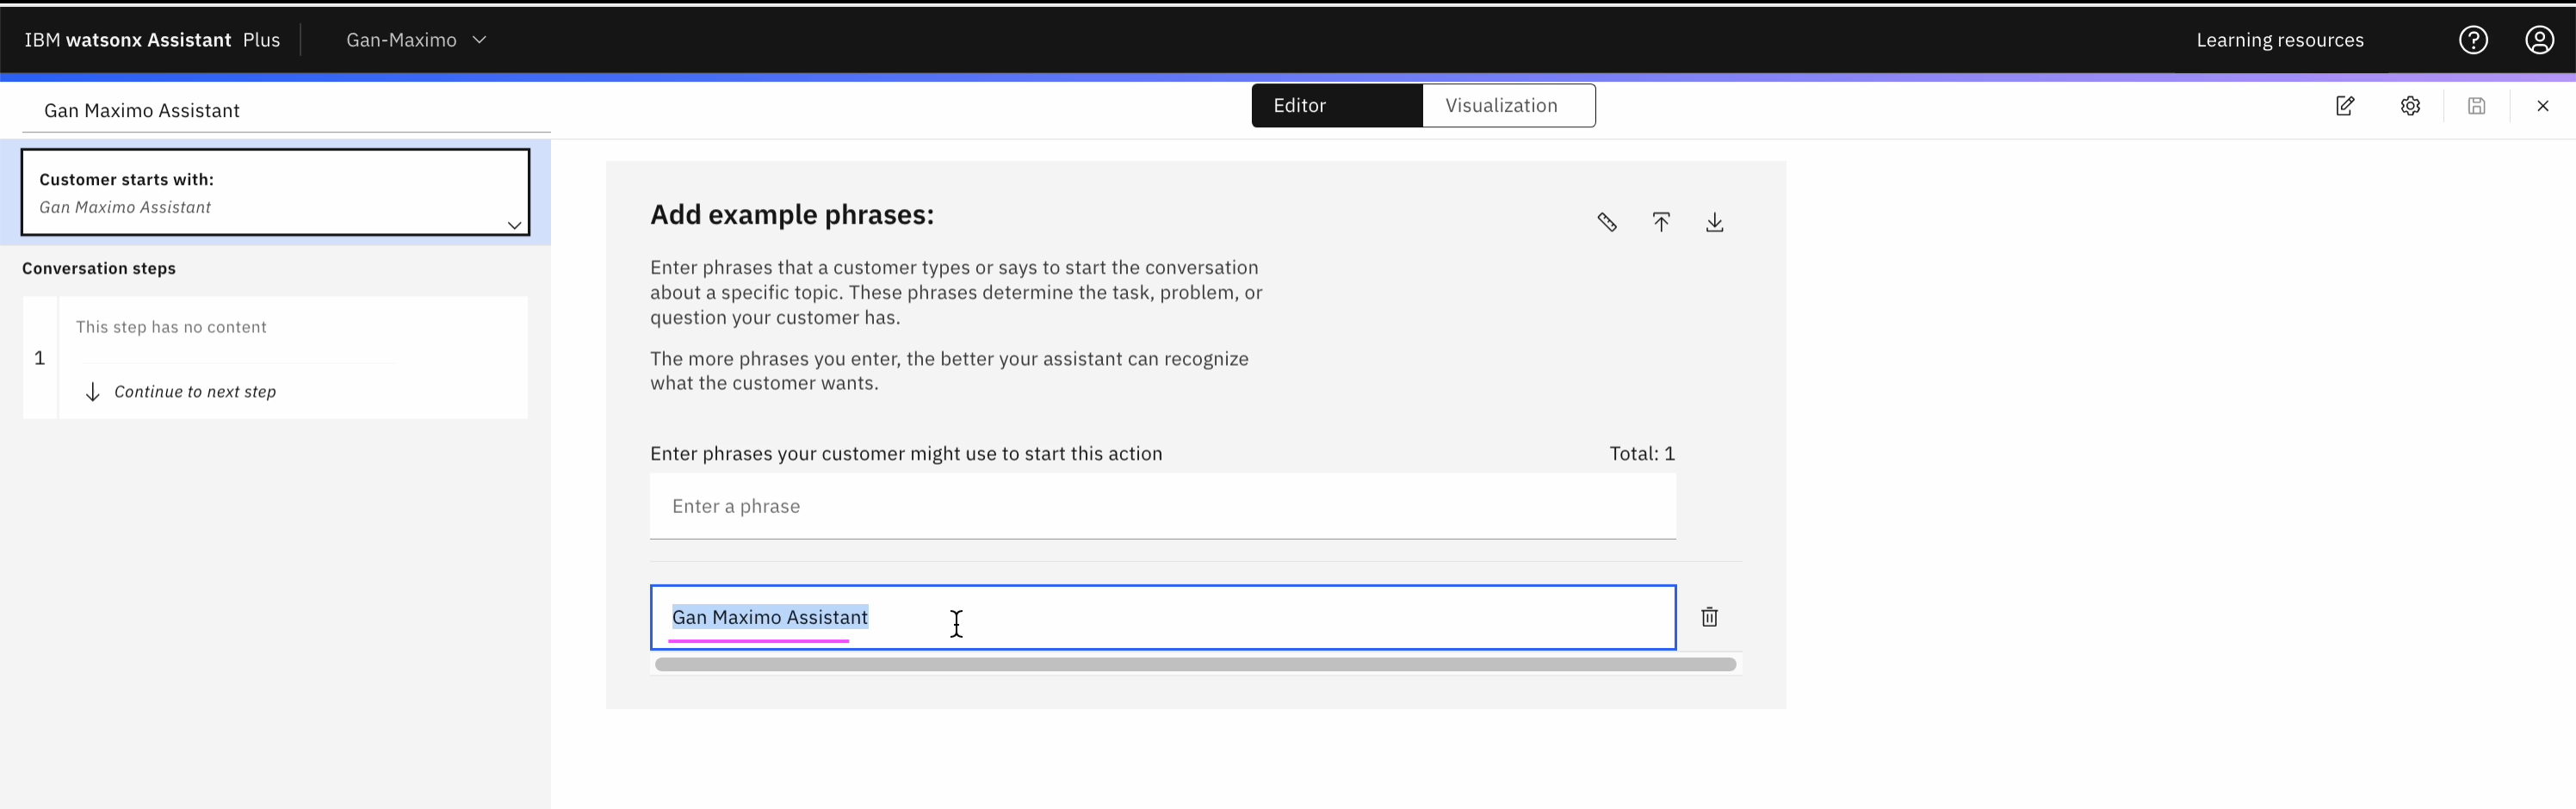 IBM watsonx Assistant Plus
Gan-Maximo
Learning resources
Gan Maximo Assistant
Editor
Visualization
Customer starts with:
Gan Maximo Assistant
Conversation steps
1
This step has no content
Continue to next step
Add example phrases:
Enter phrases that a customer types or says to start the conversation
about a specific topic. These phrases determine the task, problem, or
question your customer has.
The more phrases you enter, the better your assistant can recognize
what the customer wants.
Enter phrases your customer might use to start this action
Total: 1
Enter a phrase
Gan Maximo Assistant